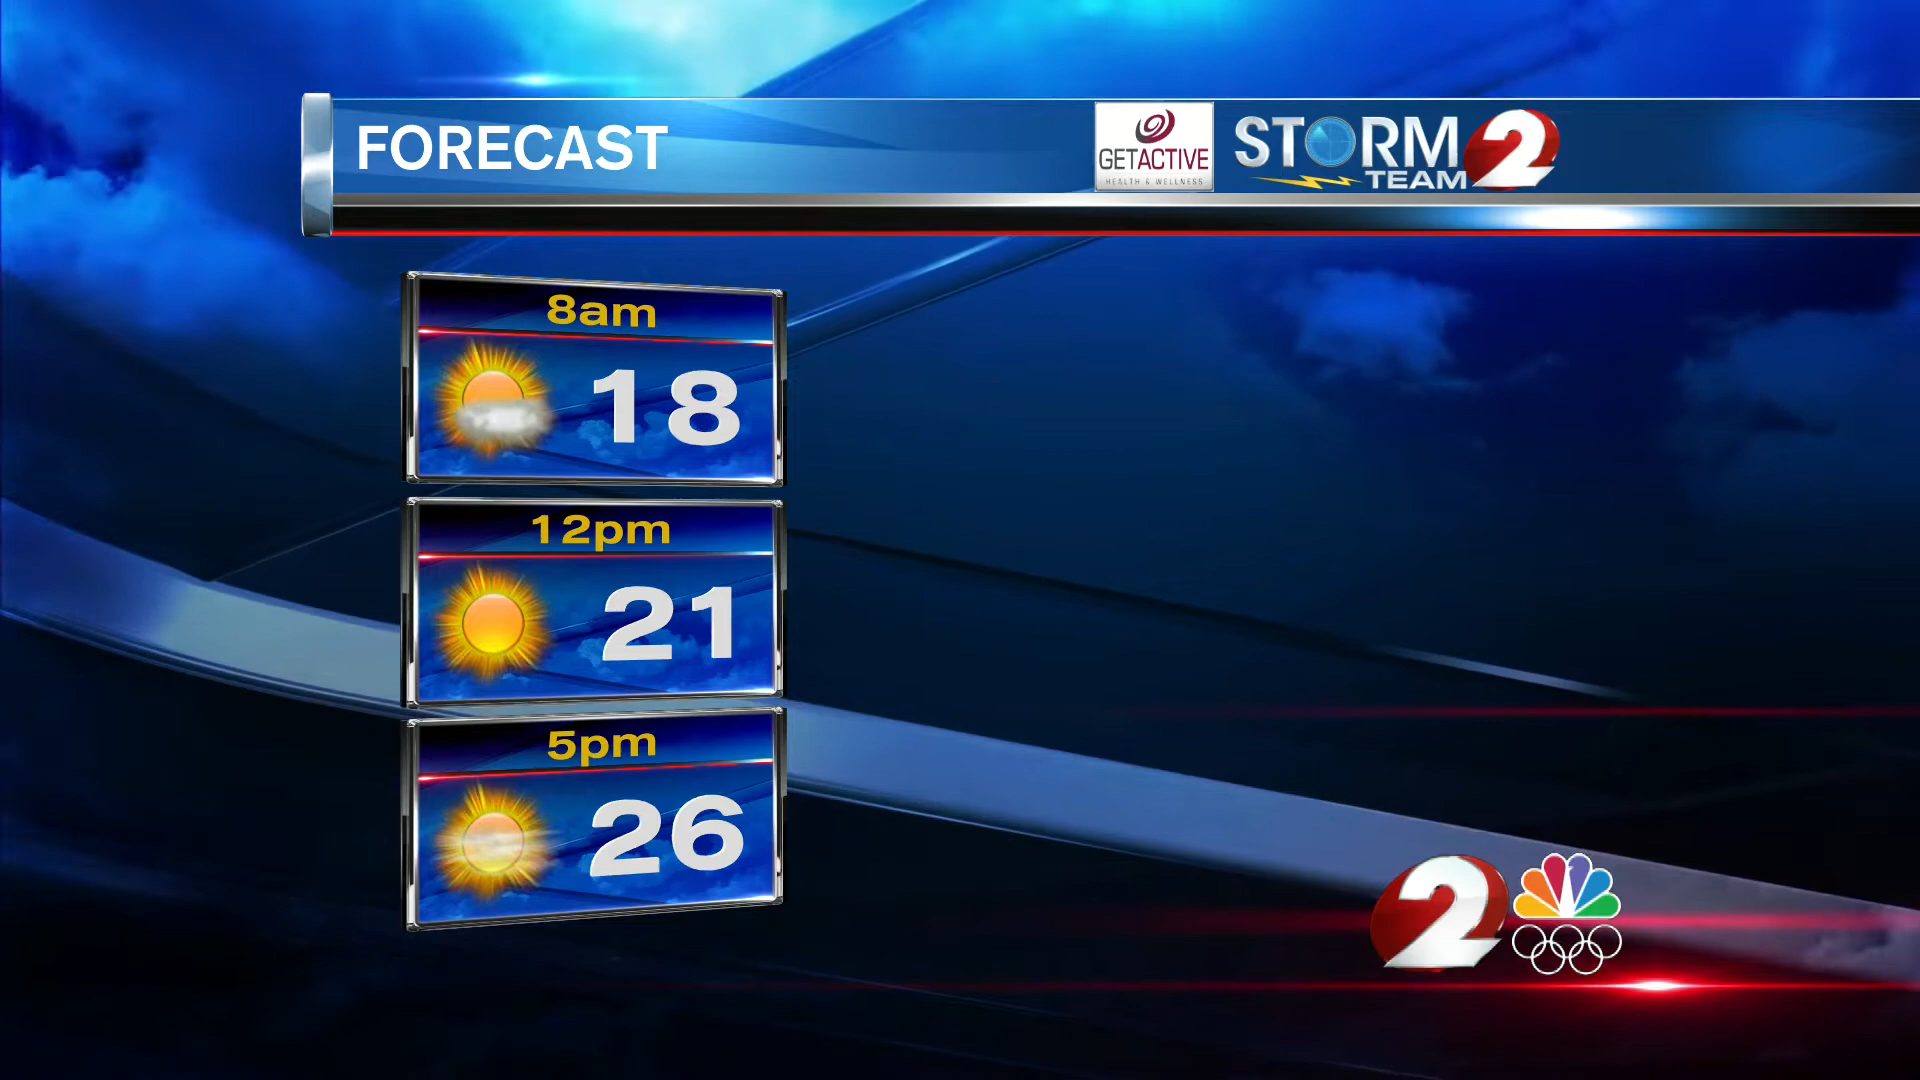 FORECAST
GETACTIVE
HEALTH & WELLNESS
STORM
TEAM 2
8am
18
12pm
21
5pm
26
2